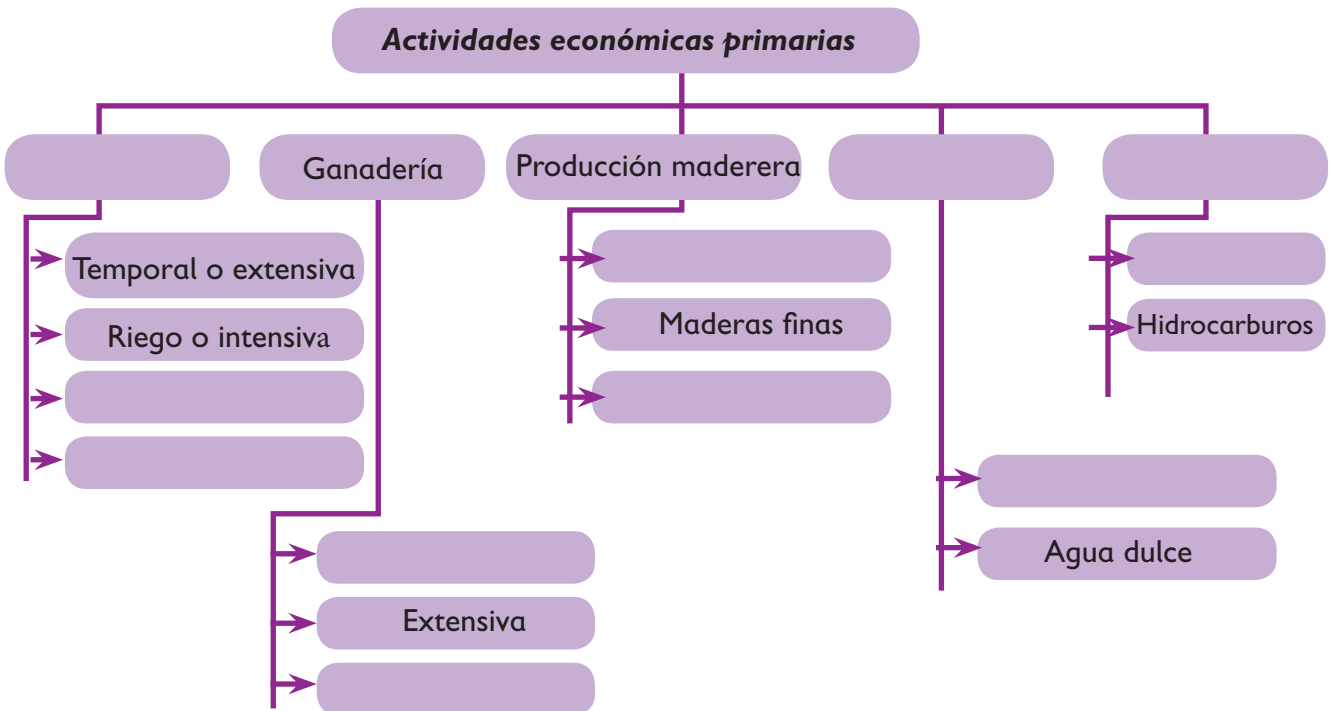 Actividades económicas primarias
Ganadería
Producción maderera
Temporal o extensiva
Riego o intensiva
Maderas finas
Hidrocarburos
Agua dulce
Extensiva